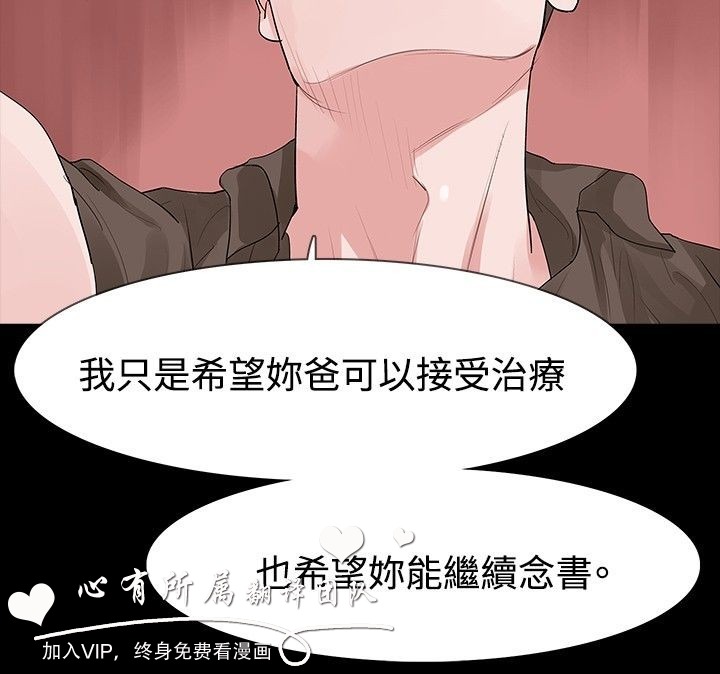 我只是希望妳爸可以接受治療
也希望妳能繼續念書。
心有所属翻译团队
加入VIP，终身免费看漫画